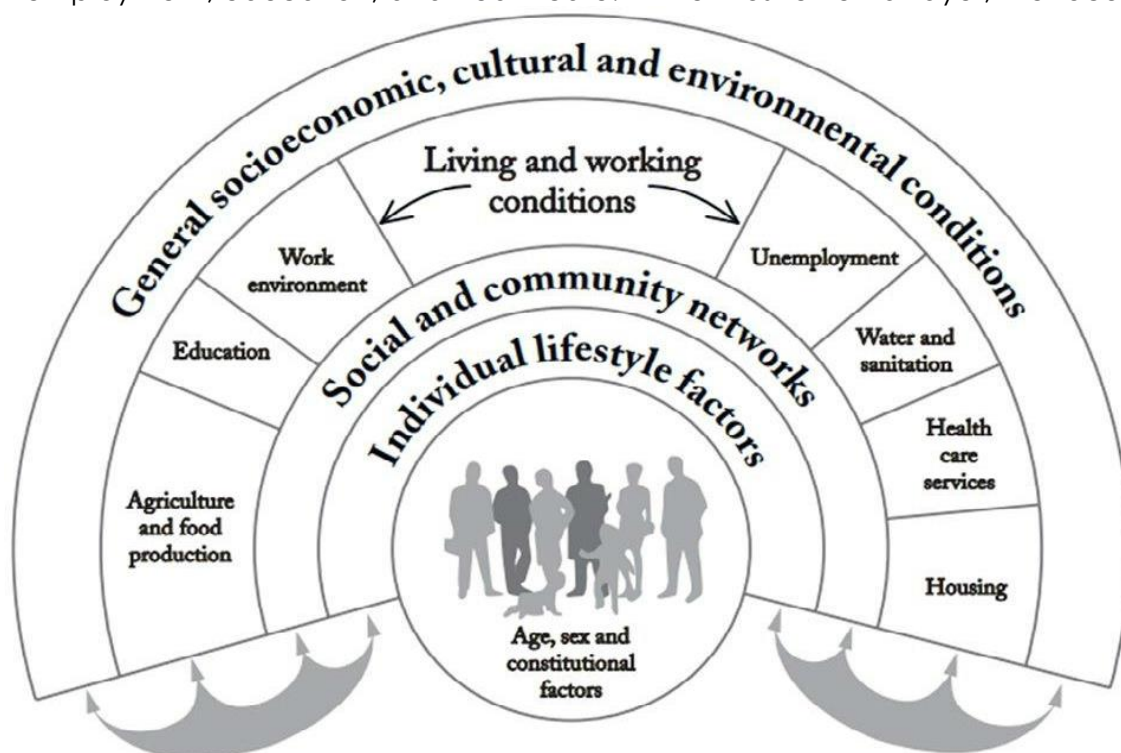 General socioeconomic, cultural and environmental conditions
Living and working
conditions
Work
environment
Unemployment
Education
Water and
sanitation
Agriculture
and food
production
Health
care
services
Housing
Social and community networks
Individual lifestyle factors
Age, sex and
constitutional
factors